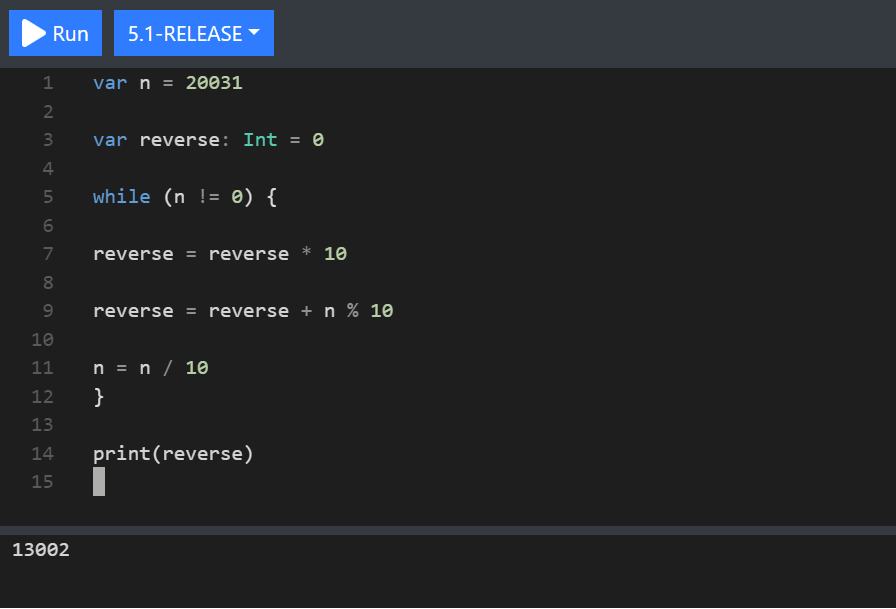 Run 5.1-RELEASE
1 var n = 20031
2
3 var reverse: Int = 0
4
5 while (n != 0) {
6
7 reverse = reverse * 10
8
9 reverse = reverse + n % 10
10
11 n = n / 10
12 }
13
14 print(reverse)
15
13002